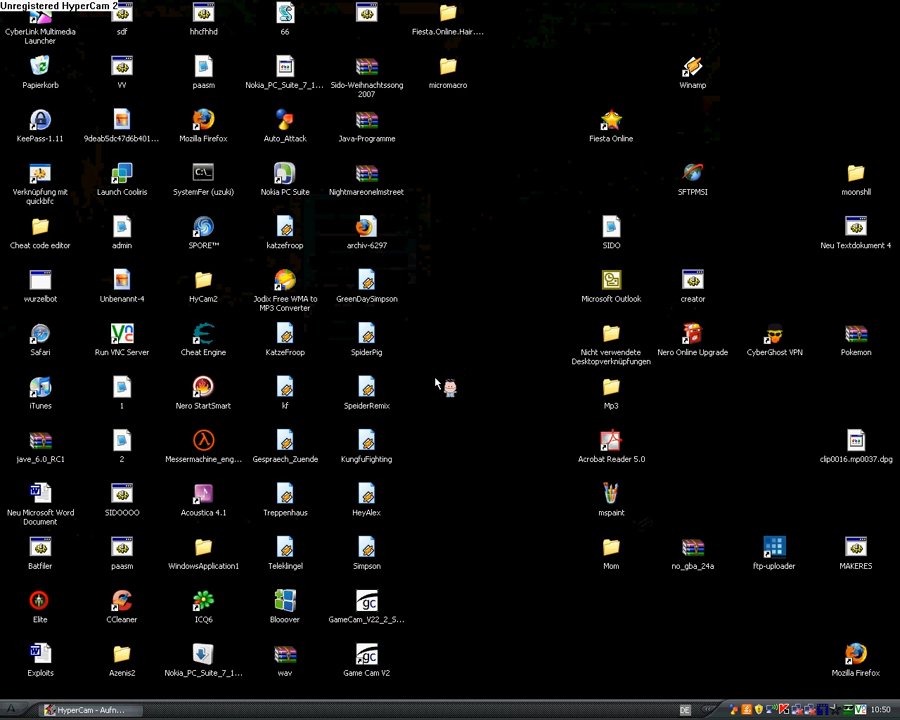 Unregistered HyperCam 2
CyberLink Multimedia
Launcher
sdf
hhcfhhd
66
Fiesta.Online.Hair....
Papierkorb
VV
paasm
Nokia_PC_Suite_7_1...
Sido-Weihnachtssong
2007
micromacro
Winamp
KeePass-1.11
9deab5dc47d6b401...
Mozilla Firefox
Auto_Attack
Java-Programme
Fiesta Online
Verknüpfung mit
quickbfc
Launch Cooliris
SystemFer (uzuki)
Nokia PC Suite
Nightmareonelmstreet
SFTPMSI
moonshll
Cheat code editor
admin
SPORE™
katzefroop
archiv-6297
SIDO
Neu Textdokument 4
wurzelbot
Unbenannt-4
HyCam2
Jodix Free WMA to
MP3 Converter
GreenDaySimpson
Microsoft Outlook
creator
Safari
Run VNC Server
Cheat Engine
KatzeFroop
SpiderPig
Nicht verwendete
Desktopverknüpfungen
Nero Online Upgrade
CyberGhost VPN
Pokemon
iTunes
1
Nero StartSmart
kf
SpeiderRemix
Mp3
jave_6.0_RC1
2
Messermachine_eng...
Gespraech_Zuende
KungfuFighting
Acrobat Reader 5.0
clip0016.mp0037.dpg
Neu Microsoft Word
Document
SIDOOOO
Acoustica 4.1
Treppenhaus
HeyAlex
mspaint
Batfiler
paasm
WindowsApplication1
Teleklingel
Simpson
Mom
no_gba_24a
ftp-uploader
MAKERES
Elite
CCleaner
ICQ6
Blooover
GameCam_V22_2_S...
Exploits
Azenis2
Nokia_PC_Suite_7_1...
wav
Game Cam V2
Mozilla Firefox
HyperCam - Aufn...
DE
10:50